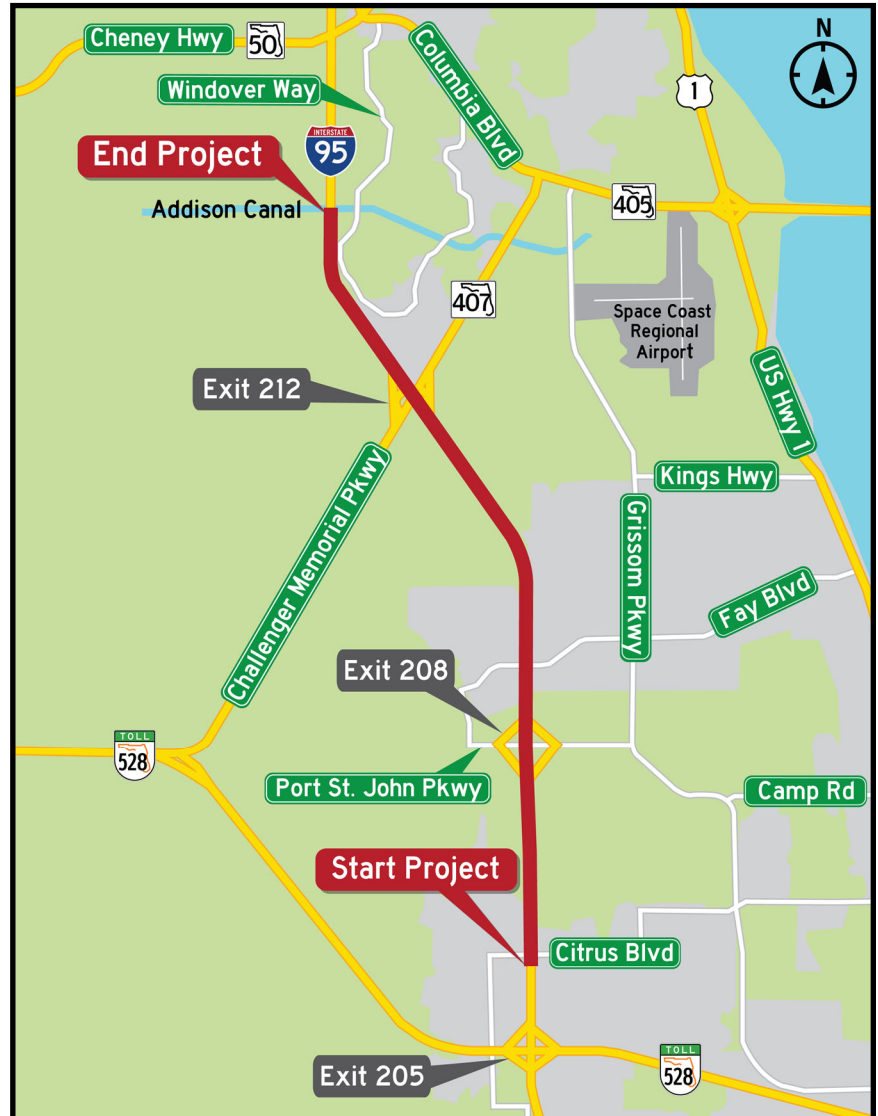 N
Cheney Hwy
50
Columbia Blvd
1
Windover Way
INTERSTATE
95
End Project
Addison Canal
405
407
Space Coast
Regional
Airport
Exit 212
US Hwy 1
Kings Hwy
Challenger Memorial Pkwy
Grissom Pkwy
Fay Blvd
Exit 208
TOLL
528
Port St. John Pkwy
Camp Rd
Start Project
Citrus Blvd
TOLL
528
Exit 205